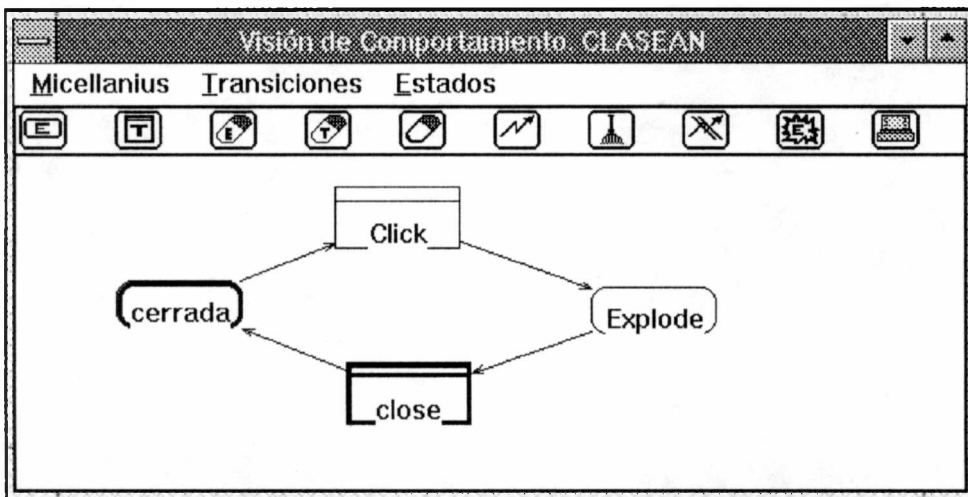 Visión de Comportamiento CLASEAN
Micellanius Transiciones Estados
E T E T E
Click
cerrada
Explode
close